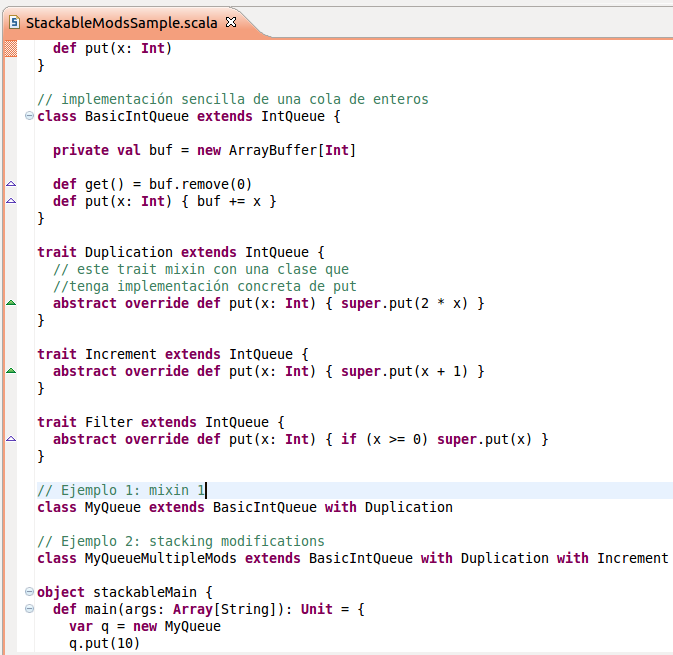 StackableModsSample.scala
def put(x: Int)
}
// implementación sencilla de una cola de enteros
class BasicIntQueue extends IntQueue {
private val buf = new ArrayBuffer[Int]
def get() = buf.remove(0)
def put(x: Int) { buf += x }
}
trait Duplication extends IntQueue {
// este trait mixin con una clase que
//tenga implementación concreta de put
abstract override def put(x: Int) { super.put(2 * x) }
}
trait Increment extends IntQueue {
abstract override def put(x: Int) { super.put(x + 1) }
}
trait Filter extends IntQueue {
abstract override def put(x: Int) { if (x >= 0) super.put(x) }
}
// Ejemplo 1: mixin 1
class MyQueue extends BasicIntQueue with Duplication
// Ejemplo 2: stacking modifications
class MyQueueMultipleMods extends BasicIntQueue with Duplication with Increment
object stackableMain {
def main(args: Array[String]): Unit = {
var q = new MyQueue
q.put(10)